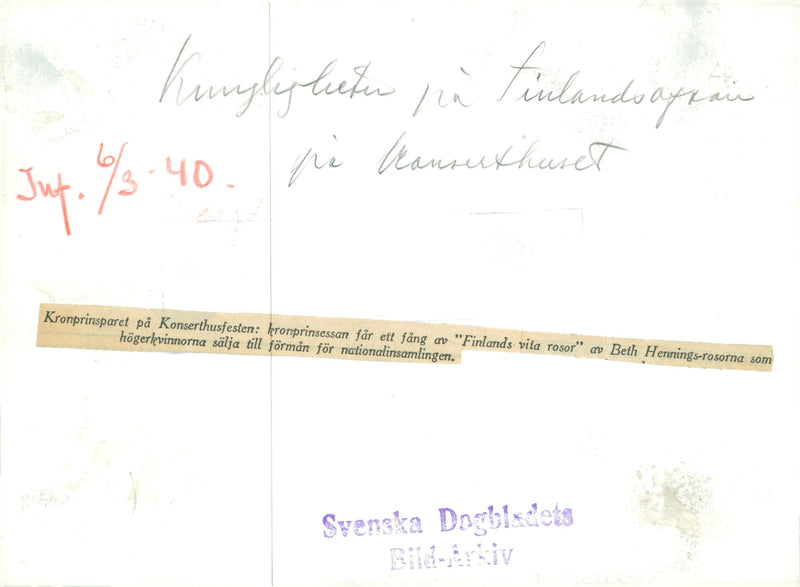 Kungligheter på Finlandsafton
på Konserthuset
Inf. 6/3-40.
Kronprinsparet på Konserthusfesten: kronprinsessan får ett fång av "Finlands vita rosor" av Beth Hennings-rosorna som
högerkvinnorna sälja till förmån för nationalinsamlingen.
Svenska Dagbladets
Bild-Arkiv